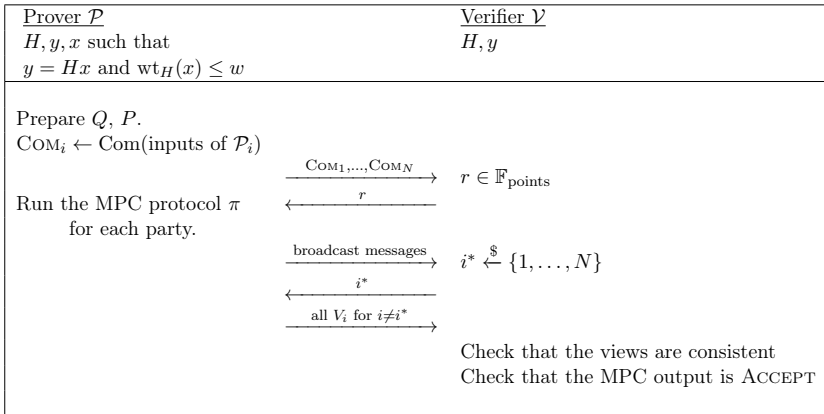 Prover 𝒫
Verifier 𝒱
H, y, x such that
H, y
y = Hx and wt_H(x) ≤ w
Prepare Q, P.
Com_i ← Com(inputs of 𝒫_i)
Com_1,...,Com_N
r ∈ 𝔽_points
r
Run the MPC protocol π
for each party.
broadcast messages
i* ←$ {1, . . . , N}
i*
all V_i for i≠i*
Check that the views are consistent
Check that the MPC output is Accept